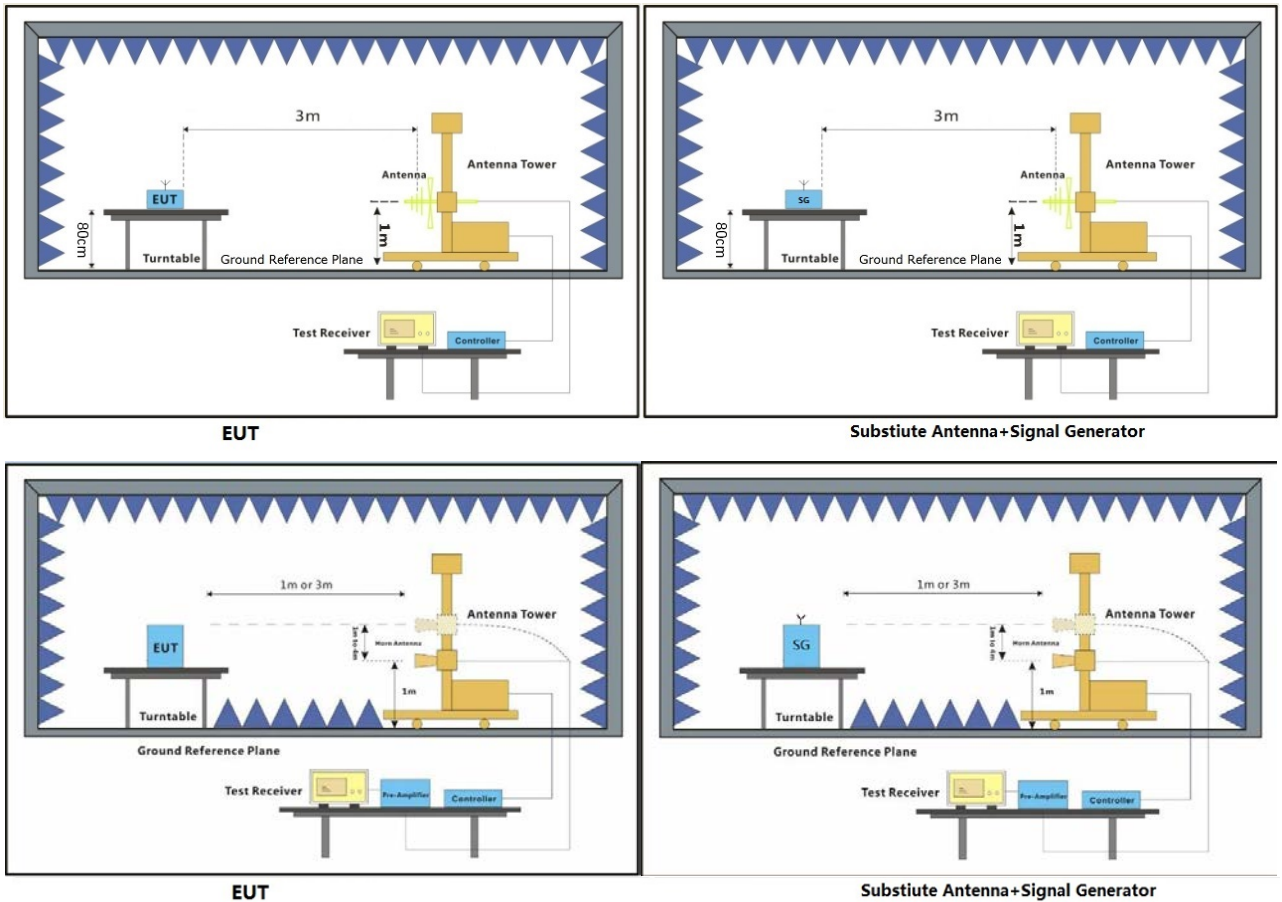 3m
3m
Antenna Tower
Antenna Tower
Antenna
Antenna
EUT
SG
80cm
1m
80cm
1m
Turntable
Ground Reference Plane
Turntable
Ground Reference Plane
Test Receiver
Controller
Test Receiver
Controller
EUT
Substiute Antenna+Signal Generator
1m or 3m
1m or 3m
Antenna Tower
Antenna Tower
1m to 4m
Horn Antenna
1m to 4m
Horn Antenna
EUT
SG
1m
1m
Turntable
Turntable
Ground Reference Plane
Ground Reference Plane
Test Receiver
Pre-Amplifier
Controller
Test Receiver
Pre-Amplifier
Controller
EUT
Substiute Antenna+Signal Generator